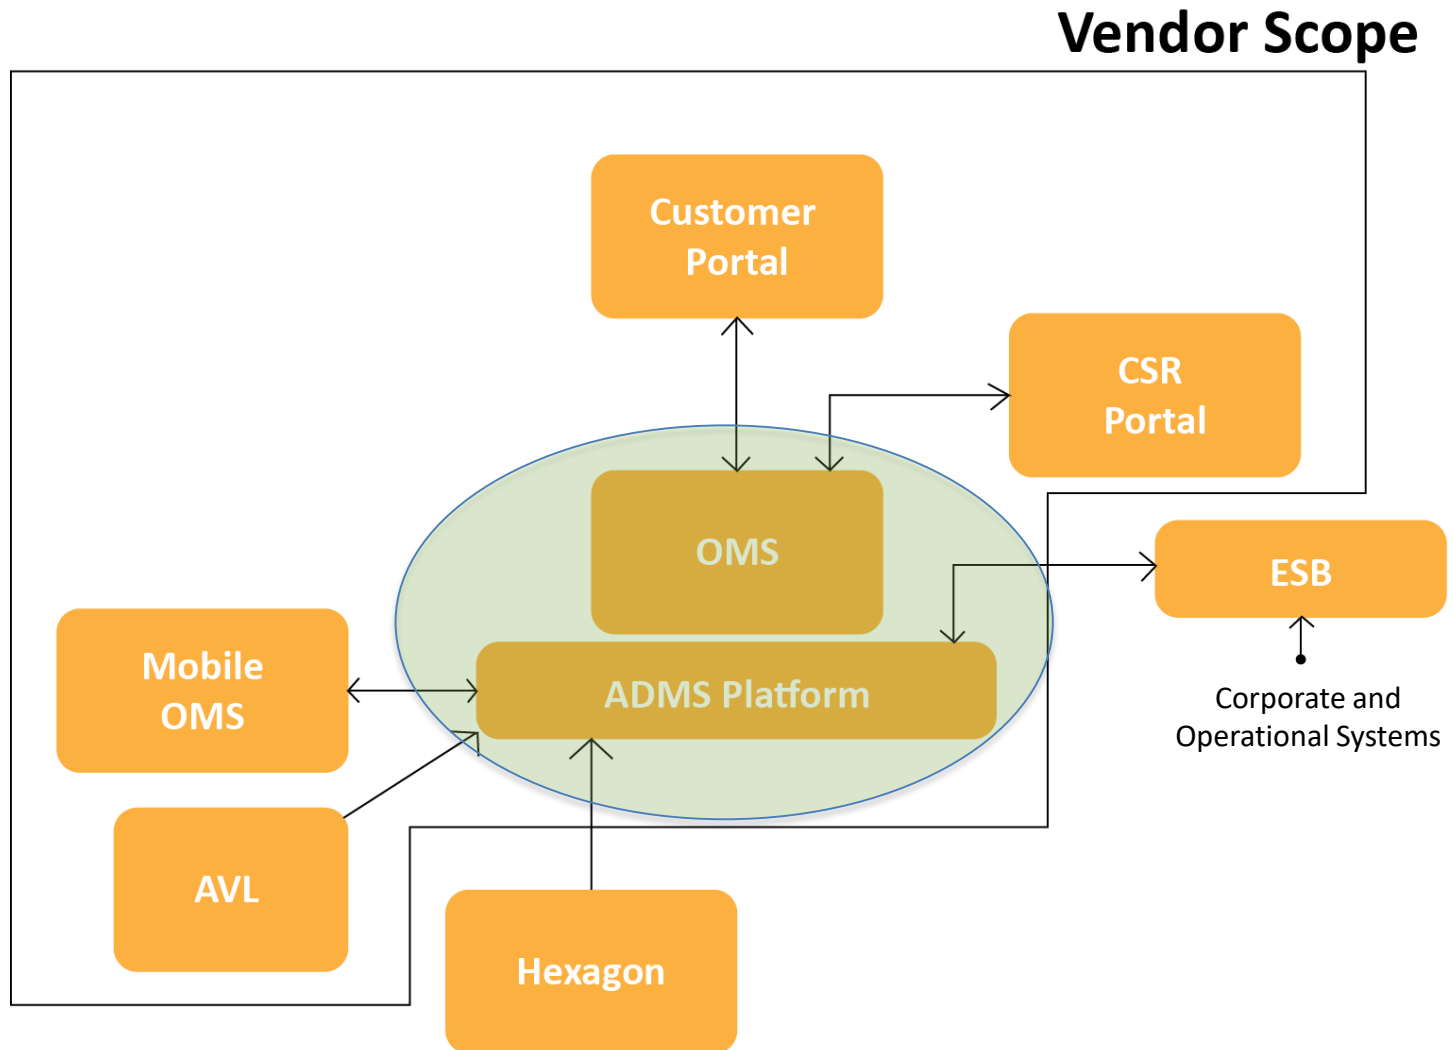 Vendor Scope
Customer
Portal
CSR
Portal
OMS
ESB
Mobile
OMS
ADMS Platform
Corporate and
Operational Systems
AVL
Hexagon